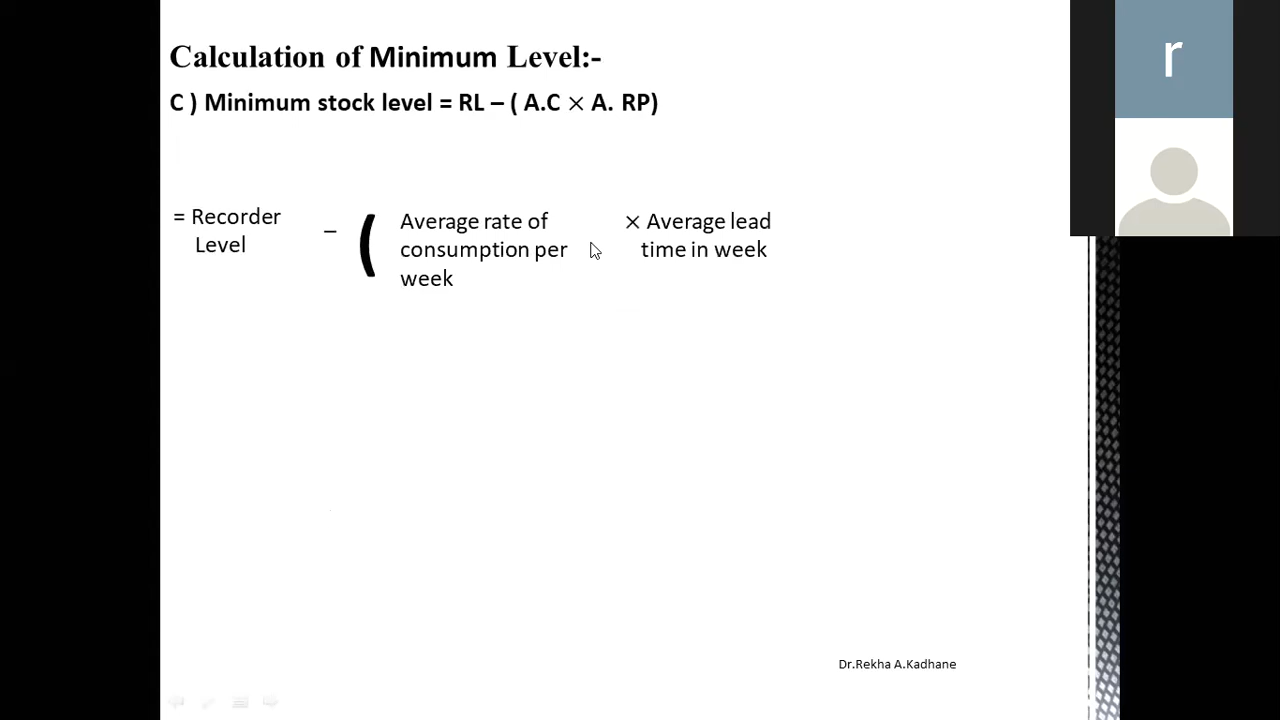 Calculation of Minimum Level:-
C ) Minimum stock level = RL – ( A.C × A. RP)
= Recorder
Level
–
(
Average rate of
consumption per
week
× Average lead
time in week
Dr.Rekha A.Kadhane
r